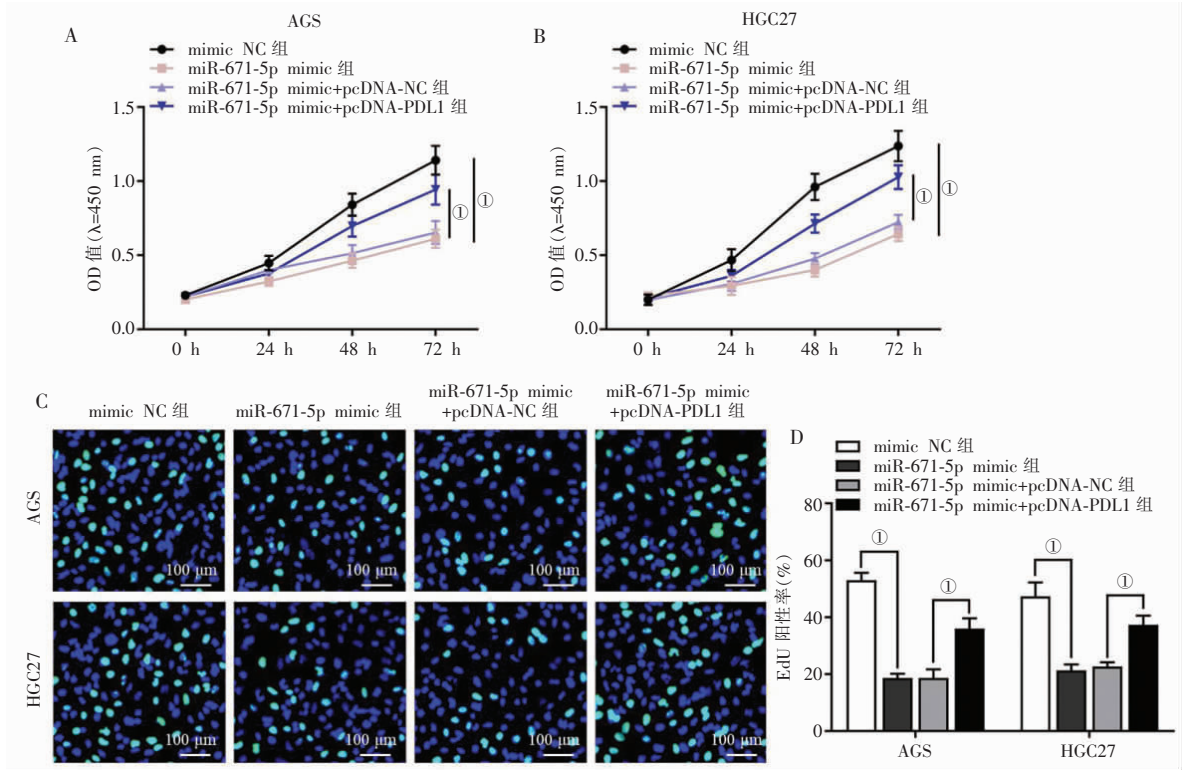 A
AGS
mimic NC 组
miR-671-5p mimic 组
miR-671-5p mimic+pcDNA-NC 组
miR-671-5p mimic+pcDNA-PDL1 组
OD 值(λ=450 nm)
1.5
1.0
0.5
0.0
0 h
24 h
48 h
72 h
①
①
B
HGC27
mimic NC 组
miR-671-5p mimic 组
miR-671-5p mimic+pcDNA-NC 组
miR-671-5p mimic+pcDNA-PDL1 组
OD 值(λ=450 nm)
1.5
1.0
0.5
0.0
0 h
24 h
48 h
72 h
①
①
C
mimic NC 组
miR-671-5p mimic 组
miR-671-5p mimic
+pcDNA-NC 组
miR-671-5p mimic
+pcDNA-PDL1 组
AGS
100 μm
100 μm
100 μm
100 μm
HGC27
100 μm
100 μm
100 μm
100 μm
D
mimic NC 组
miR-671-5p mimic 组
miR-671-5p mimic+pcDNA-NC 组
miR-671-5p mimic+pcDNA-PDL1 组
EdU 阳性率(%)
80
60
40
20
0
①
①
①
①
AGS
HGC27